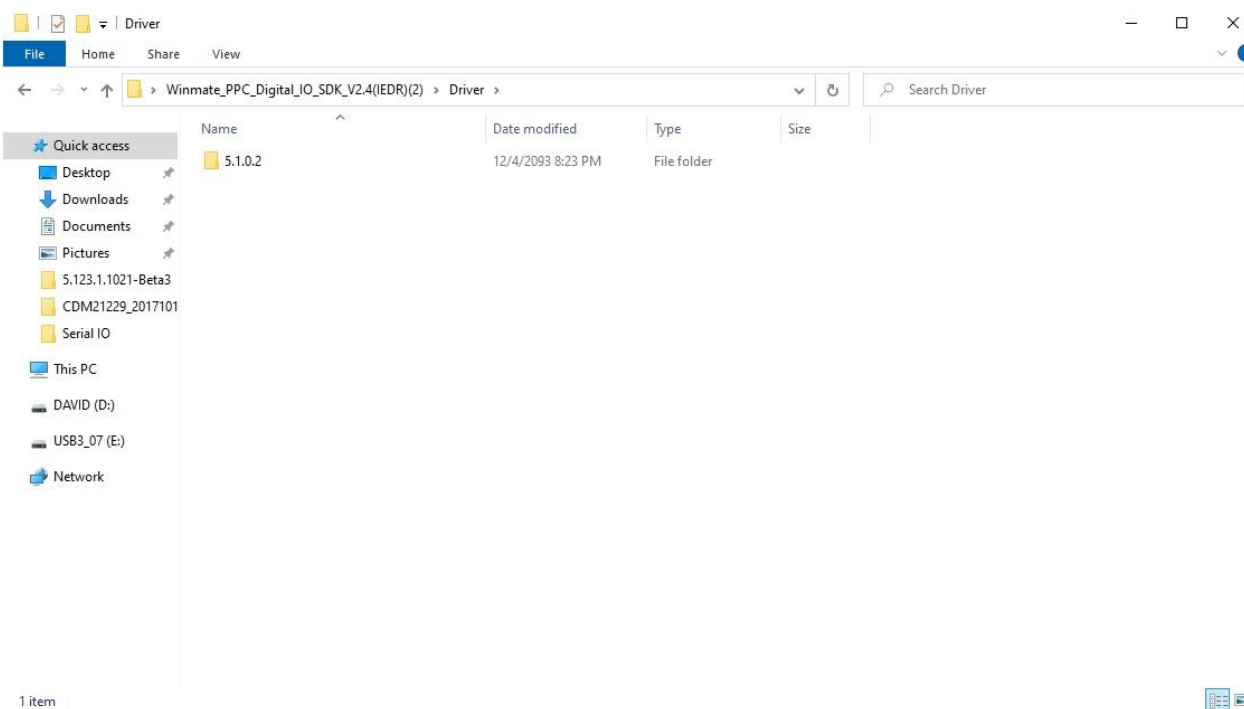 Driver
File Home Share View
Winmate_PPC_Digital_IO_SDK_V2.4(IEDR)(2) › Driver ›
Search Driver
Name Date modified Type Size
5.1.0.2 12/4/2093 8:23 PM File folder
Quick access
Desktop
Downloads
Documents
Pictures
5.123.1.1021-Beta3
CDM21229_2017101
Serial IO
This PC
DAVID (D:)
USB3_07 (E:)
Network
1 item